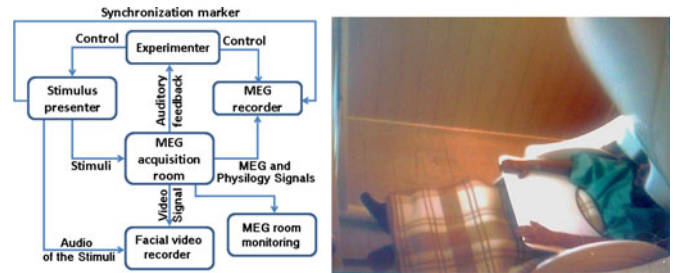 Synchronization marker
Control
Experimenter
Control
Stimulus
presenter
Auditory
feedback
MEG
recorder
Stimuli
MEG
acquisition
room
MEG and
Physilogy Signals
Video
Signal
MEG room
monitoring
Audio
of the Stimuli
Facial video
recorder